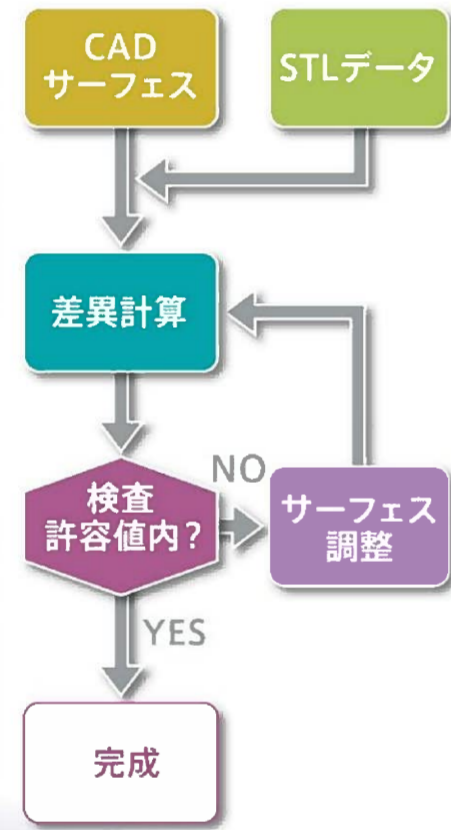 CAD
サーフェス
STLデータ
差異計算
検査
許容値内？
NO
サーフェス
調整
YES
完成